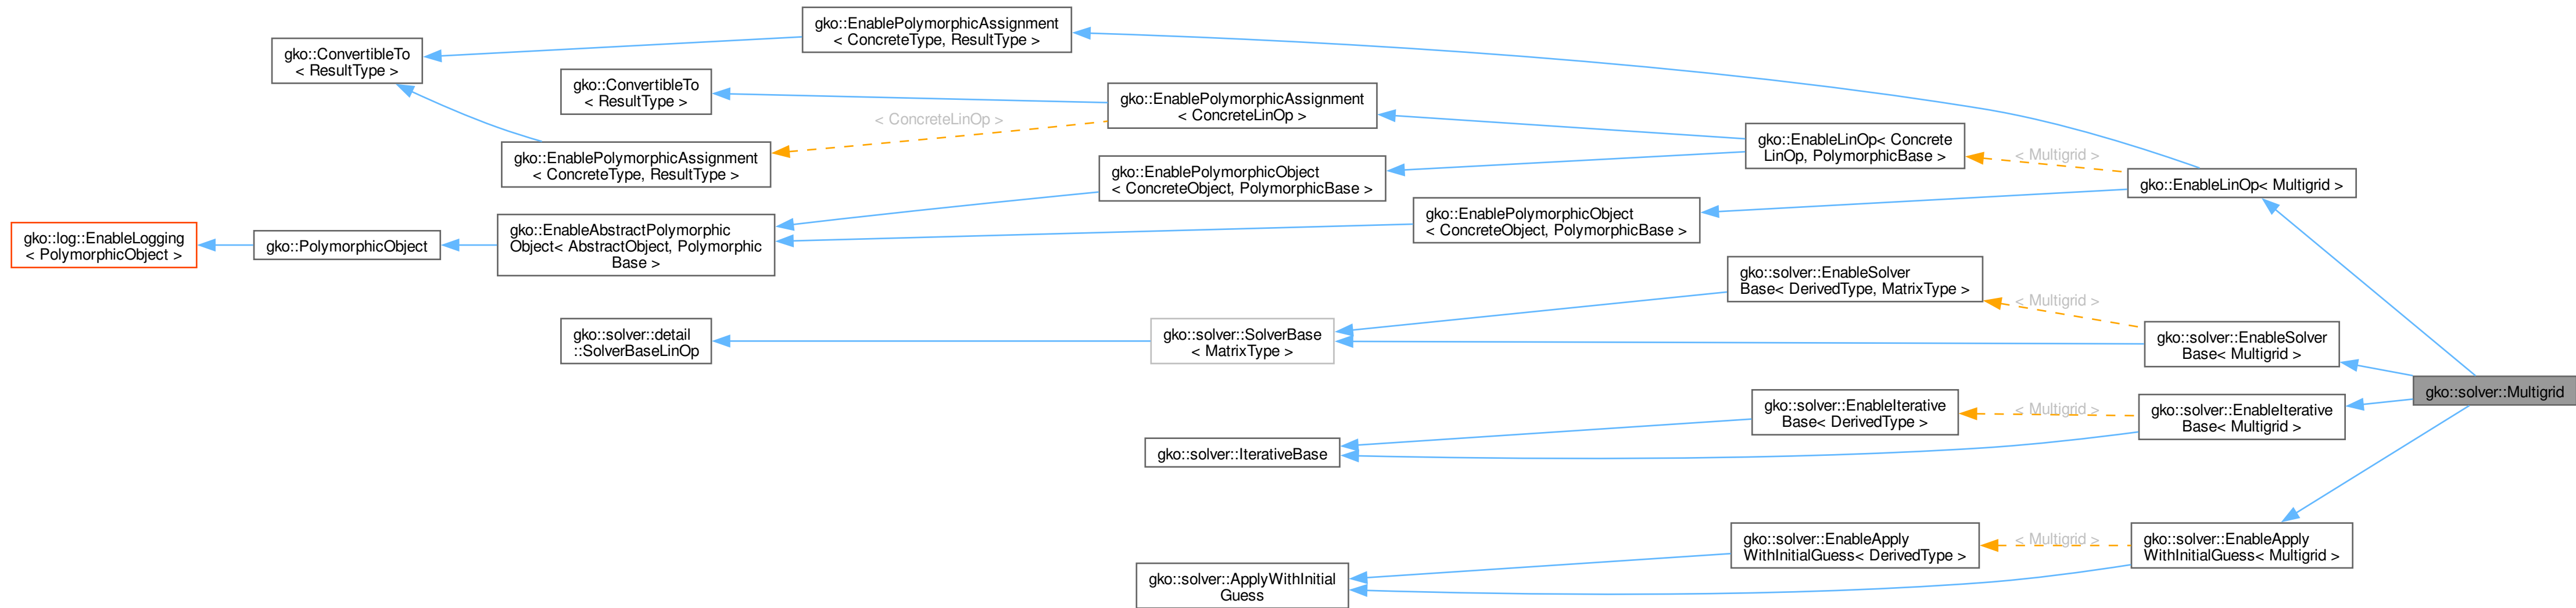 gko::EnablePolymorphicAssignment
< ConcreteType, ResultType >
gko::ConvertibleTo
< ResultType >
gko::ConvertibleTo
< ResultType >
gko::EnablePolymorphicAssignment
< ConcreteLinOp >
< ConcreteLinOp >
gko::EnableLinOp< Concrete
LinOp, PolymorphicBase >
gko::EnablePolymorphicAssignment
< ConcreteType, ResultType >
< Multigrid >
gko::EnablePolymorphicObject
< ConcreteObject, PolymorphicBase >
gko::EnableLinOp< Multigrid >
gko::EnablePolymorphicObject
< ConcreteObject, PolymorphicBase >
gko::log::EnableLogging
< PolymorphicObject >
gko::PolymorphicObject
gko::EnableAbstractPolymorphic
Object< AbstractObject, Polymorphic
Base >
gko::solver::EnableSolver
Base< DerivedType, MatrixType >
< Multigrid >
gko::solver::detail
::SolverBaseLinOp
gko::solver::SolverBase
< MatrixType >
gko::solver::EnableSolver
Base< Multigrid >
gko::solver::Multigrid
gko::solver::EnableIterative
Base< DerivedType >
< Multigrid >
gko::solver::EnableIterative
Base< Multigrid >
gko::solver::IterativeBase
gko::solver::EnableApply
WithInitialGuess< DerivedType >
< Multigrid >
gko::solver::EnableApply
WithInitialGuess< Multigrid >
gko::solver::ApplyWithInitial
Guess